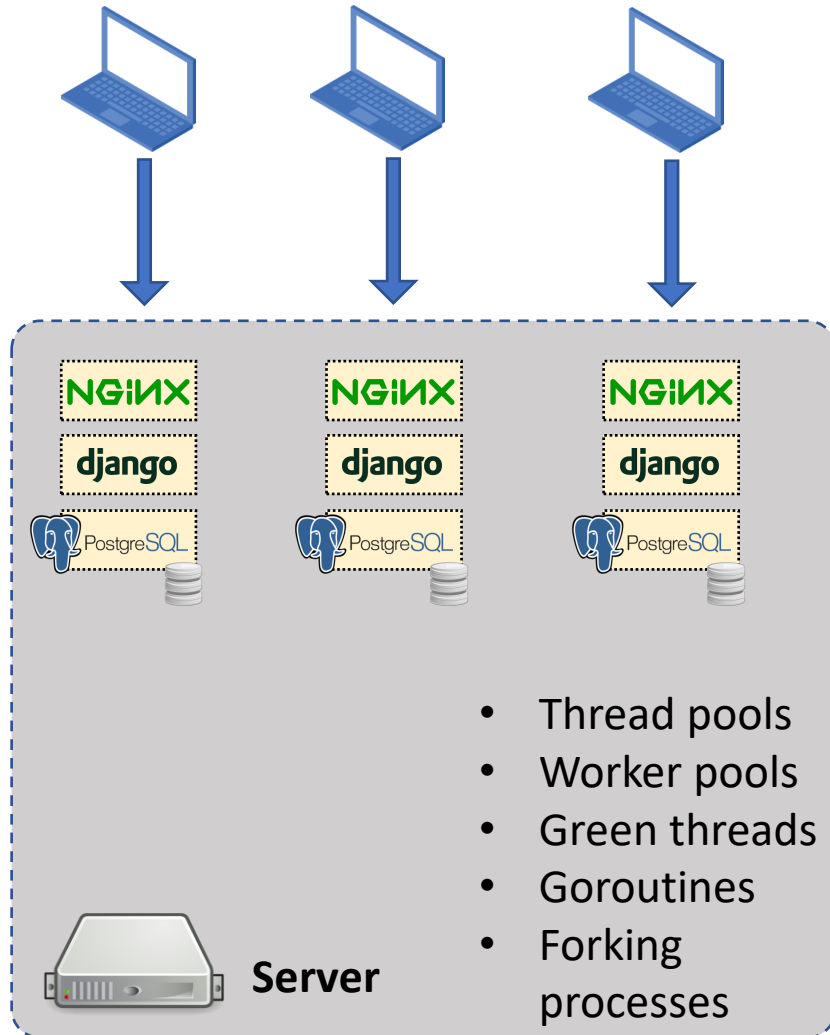 NGINX NGINX NGINX
django django django
PostgreSQL PostgreSQL PostgreSQL
• Thread pools
• Worker pools
• Green threads
• Goroutines
• Forking
processes
Server